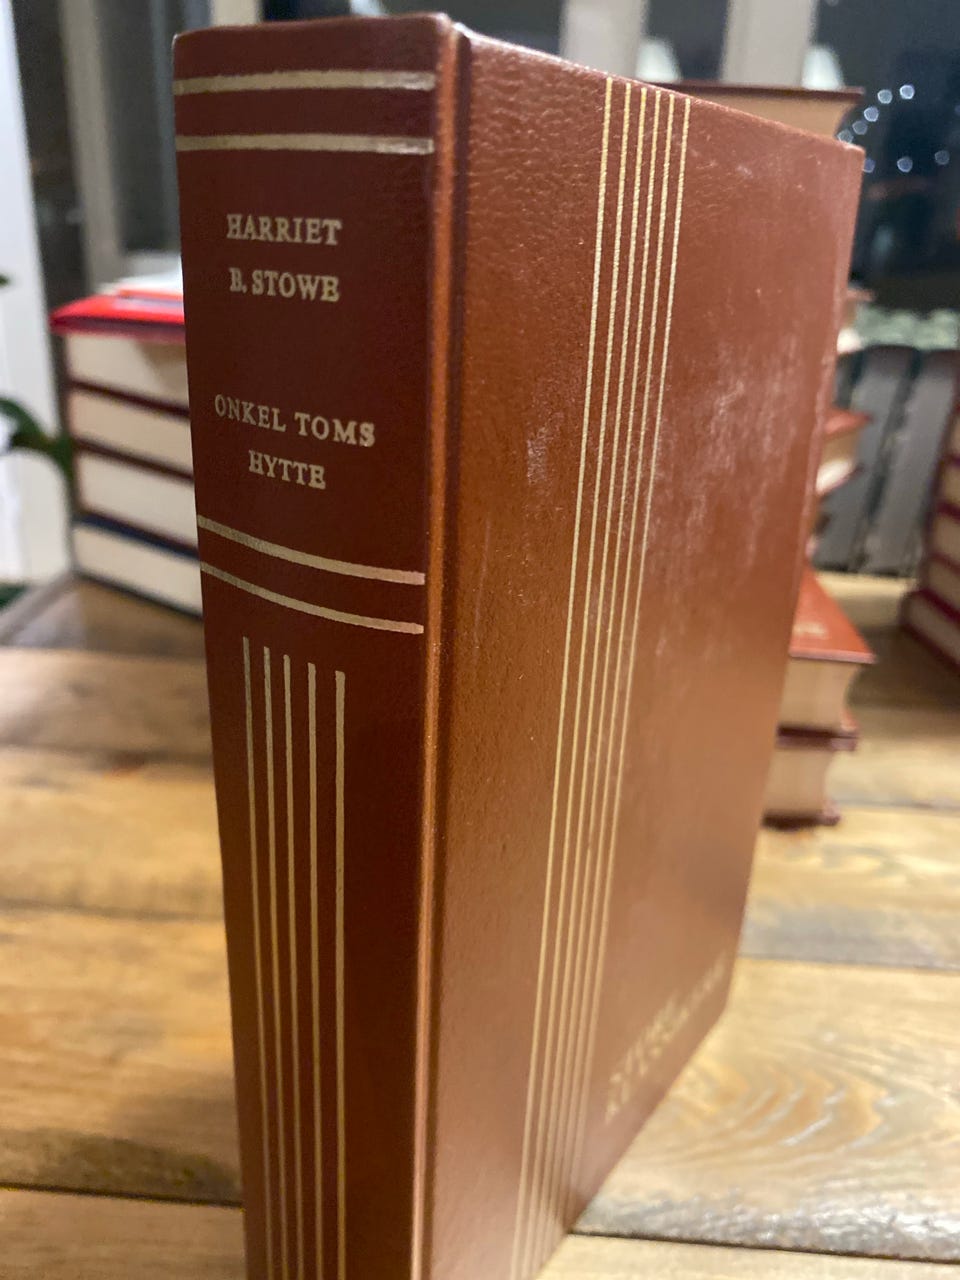 HARRIET
B. STOWE
ONKEL TOMS
HYTTE